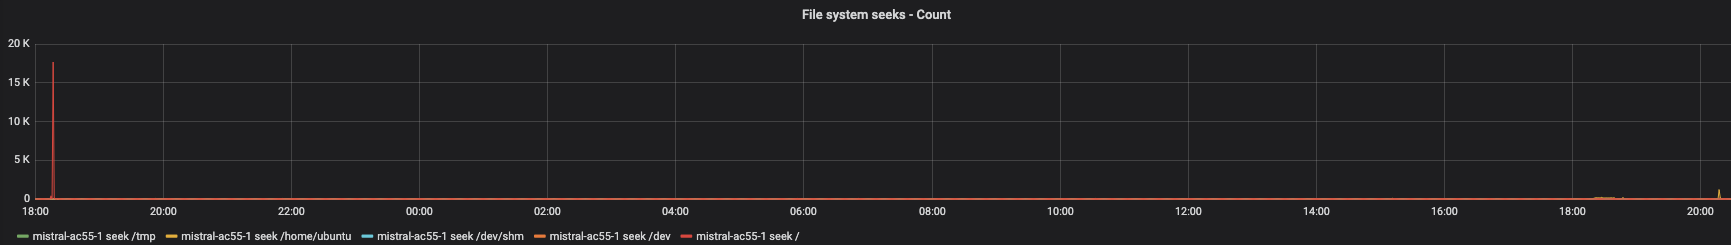 File system seeks - Count
20 K
15 K
10 K
5 K
0
18:00 20:00 22:00 00:00 02:00 04:00 06:00 08:00 10:00 12:00 14:00 16:00 18:00 20:00
mistral-ac55-1 seek /tmp mistral-ac55-1 seek /home/ubuntu mistral-ac55-1 seek /dev/shm mistral-ac55-1 seek /dev mistral-ac55-1 seek /